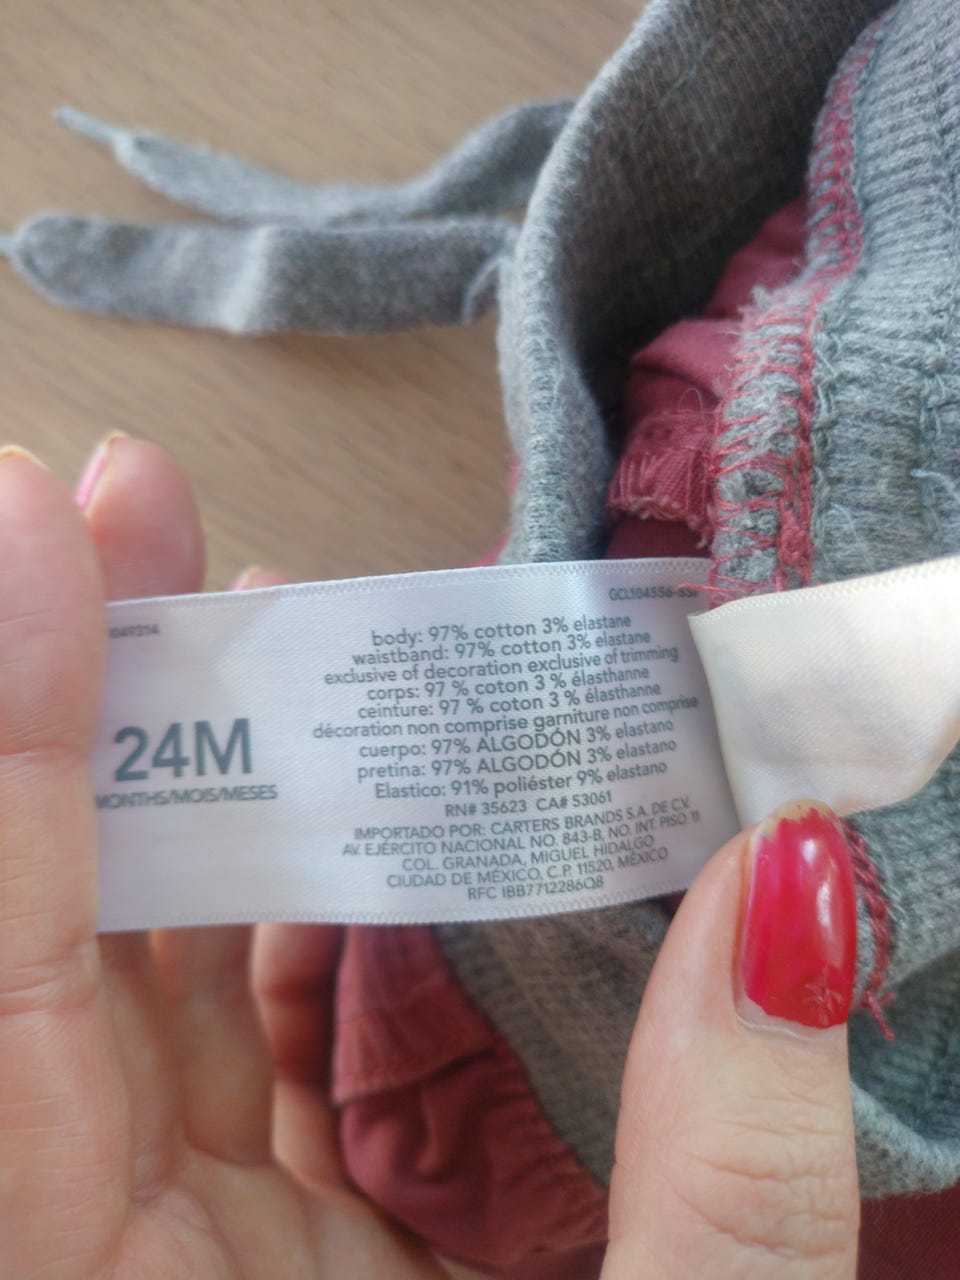 24M
MONTHS/MOIS/MESES
body: 97% cotton 3% elastane
waistband: 97% cotton 3% elastane
exclusive of decoration exclusive of trimming
corps: 97 % coton 3 % élasthanne
ceinture: 97 % coton 3 % élasthanne
décoration non comprise garniture non comprise
cuerpo: 97% ALGODÓN 3% elastano
pretina: 97% ALGODÓN 3% elastano
Elastico: 91% poliéster 9% elastano
RN# 35623 CA# 53061
IMPORTADO POR: CARTERS BRANDS S.A. DE C.V.
AV. EJÉRCITO NACIONAL NO. 843-B, NO. INT. PISO 11
COL. GRANADA, MIGUEL HIDALGO
CIUDAD DE MÉXICO, C.P. 11520, MÉXICO
RFC IBB7712286Q8